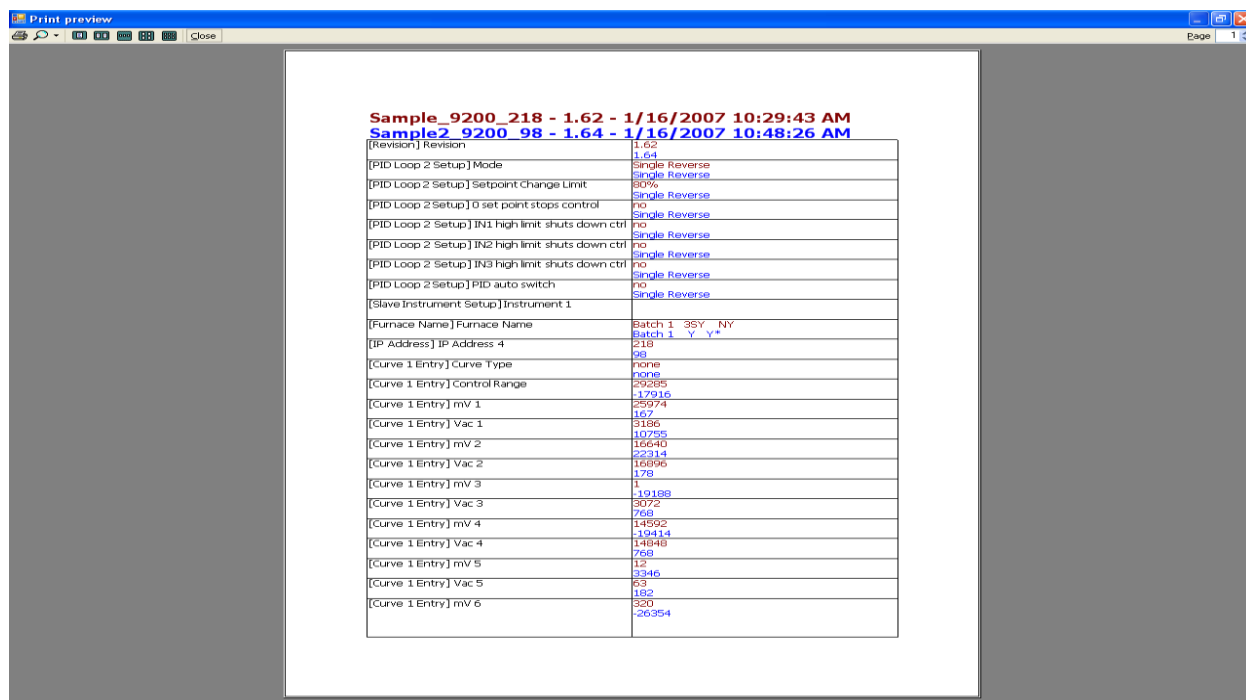 Print preview
Close
Page 1
Sample_9200_218 - 1.62 - 1/16/2007 10:29:43 AM
Sample2_9200_98 - 1.64 - 1/16/2007 10:48:26 AM
[Revision] Revision 1.62
1.64
[PID Loop 2 Setup] Mode Single Reverse
Single Reverse
[PID Loop 2 Setup] Setpoint Change Limit 80%
Single Reverse
[PID Loop 2 Setup] 0 set point stops control no
Single Reverse
[PID Loop 2 Setup] IN1 high limit shuts down ctrl no
Single Reverse
[PID Loop 2 Setup] IN2 high limit shuts down ctrl no
Single Reverse
[PID Loop 2 Setup] IN3 high limit shuts down ctrl no
Single Reverse
[PID Loop 2 Setup] PID auto switch no
Single Reverse
[Slave Instrument Setup] Instrument 1
[Furnace Name] Furnace Name Batch 1 3SY NY
Batch 1 Y Y*
[IP Address] IP Address 4 218
98
[Curve 1 Entry] Curve Type none
none
[Curve 1 Entry] Control Range 29285
-17916
[Curve 1 Entry] mV 1 25974
167
[Curve 1 Entry] Vac 1 3186
10755
[Curve 1 Entry] mV 2 16640
22314
[Curve 1 Entry] Vac 2 16896
178
[Curve 1 Entry] mV 3 1
-19188
[Curve 1 Entry] Vac 3 3072
768
[Curve 1 Entry] mV 4 14592
-19414
[Curve 1 Entry] Vac 4 14848
768
[Curve 1 Entry] mV 5 12
3346
[Curve 1 Entry] Vac 5 63
182
[Curve 1 Entry] mV 6 320
-26354